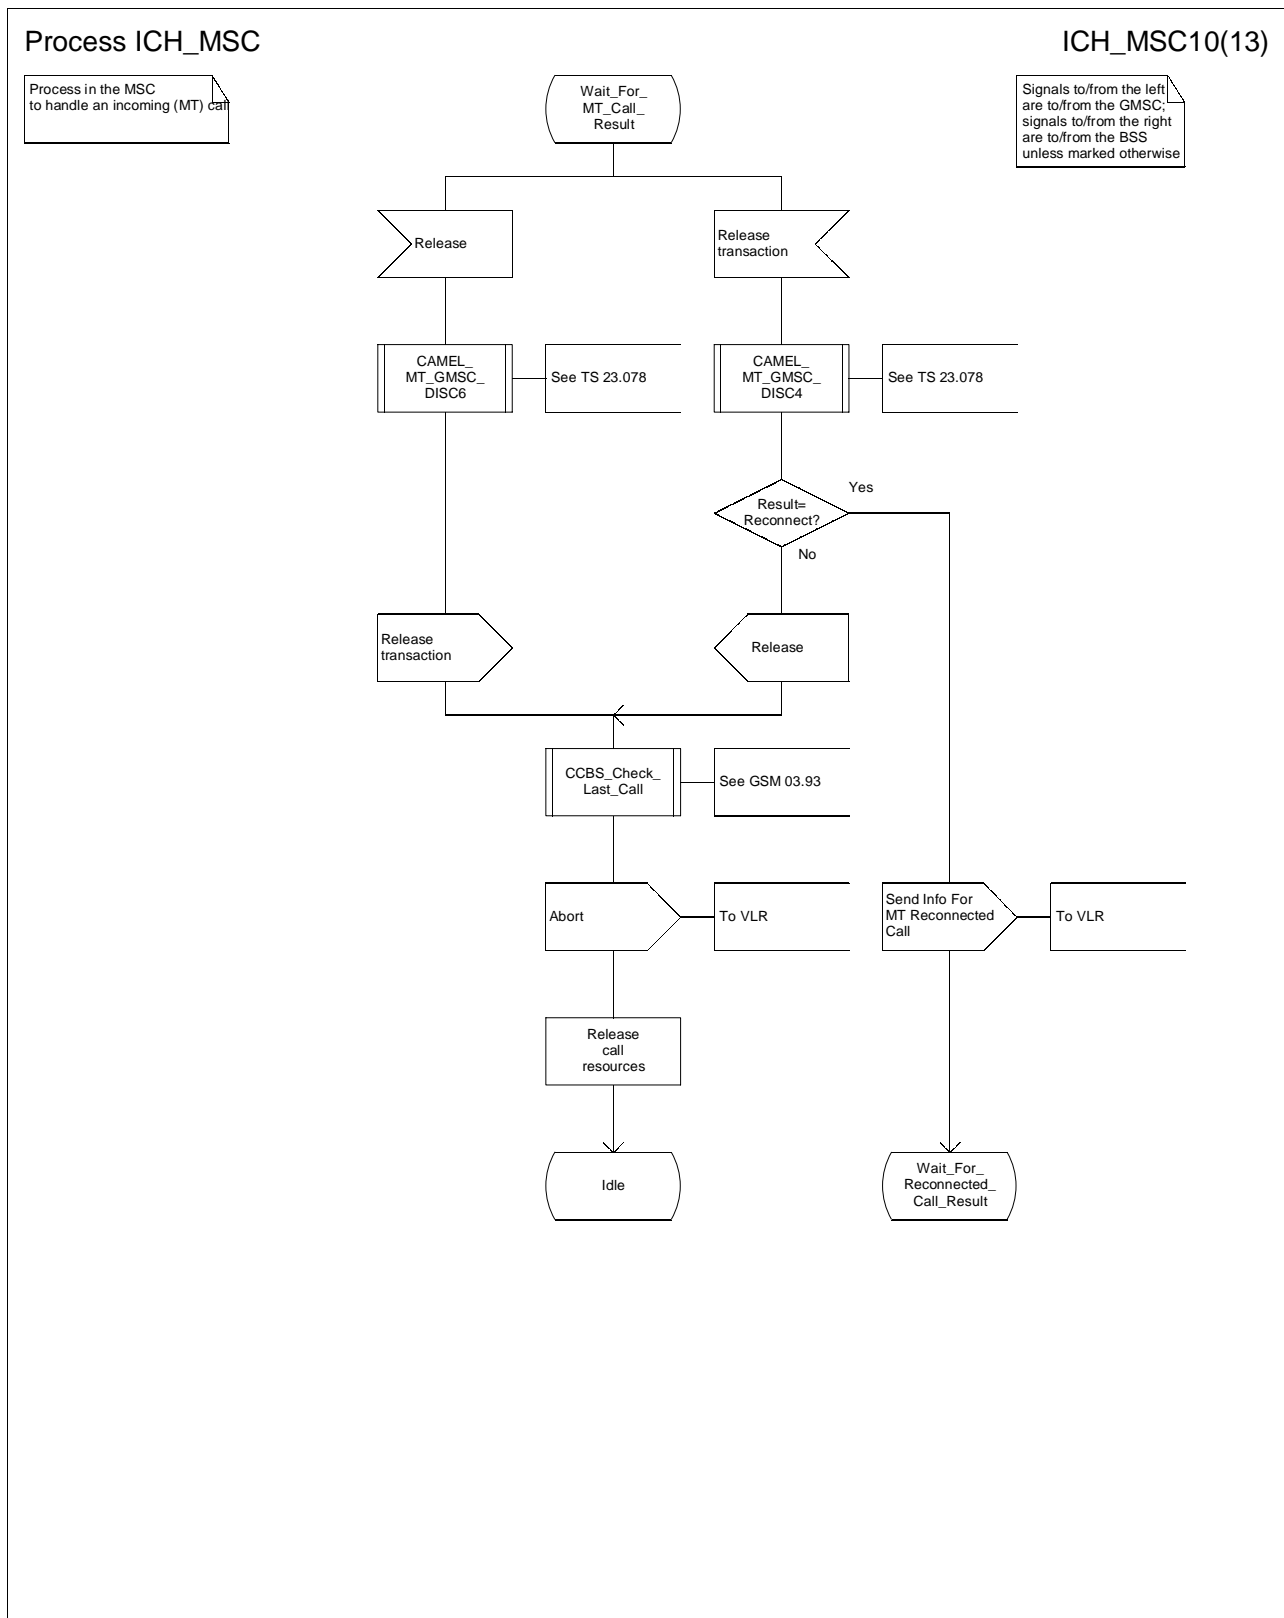 Process ICH_MSC
ICH_MSC10(13)
Process in the MSC
to handle an incoming (MT) call
Wait_For_
MT_Call_
Result
Signals to/from the left
are to/from the GMSC;
signals to/from the right
are to/from the BSS
unless marked otherwise
Release
Release
transaction
CAMEL_
MT_GMSC_
DISC6
See TS 23.078
CAMEL_
MT_GMSC_
DISC4
See TS 23.078
Result=
Reconnect?
Yes
No
Release
transaction
Release
CCBS_Check_
Last_Call
See GSM 03.93
Abort
To VLR
Send Info For
MT Reconnected
Call
To VLR
Release
call
resources
Idle
Wait_For_
Reconnected_
Call_Result